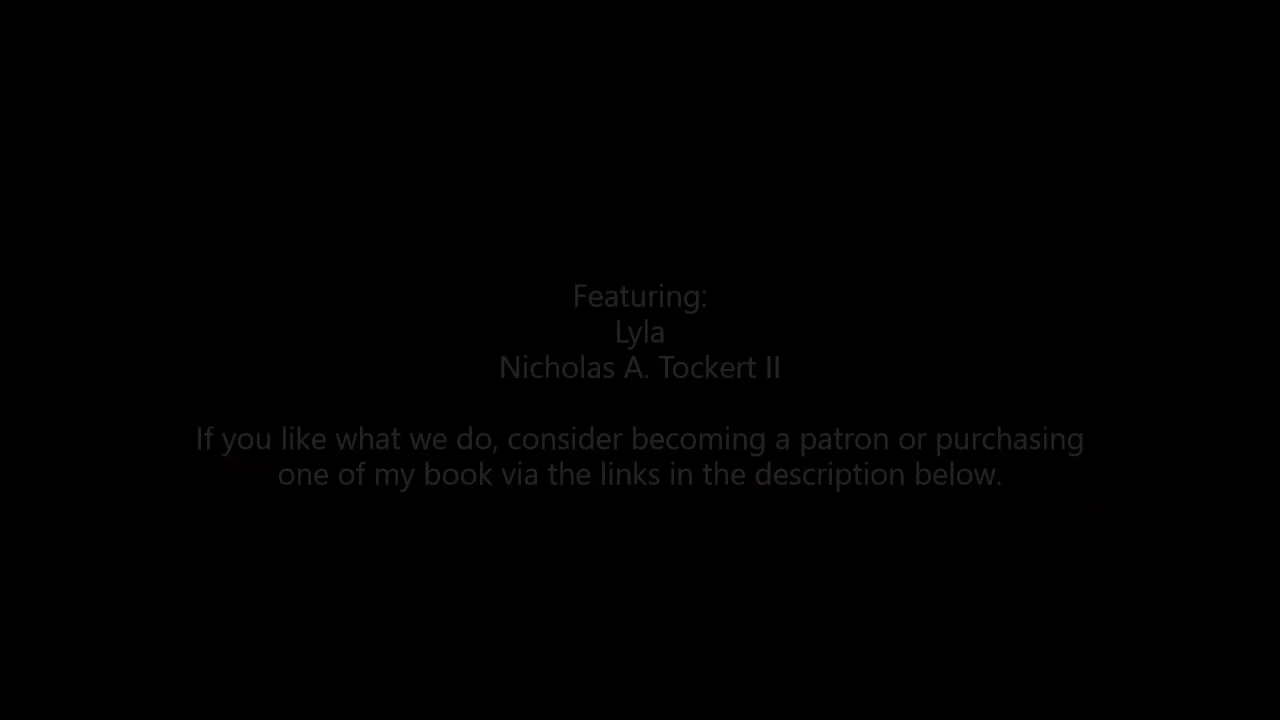 Featuring:
Lyla
Nicholas A. Tockert II
If you like what we do, consider becoming a patron or purchasing
one of my book via the links in the description below.